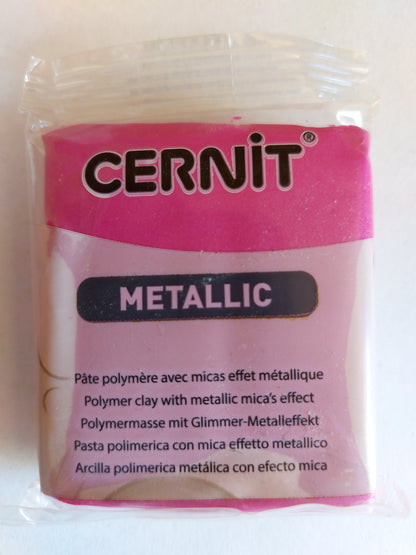 CERNiT®
METALLIC
Pâte polymère avec micas effet métallique
Polymer clay with metallic mica's effect
Polymermasse mit Glimmer-Metalleffekt
Pasta polimerica con mica effetto metallico
Arcilla polimerica metálica con efecto mica